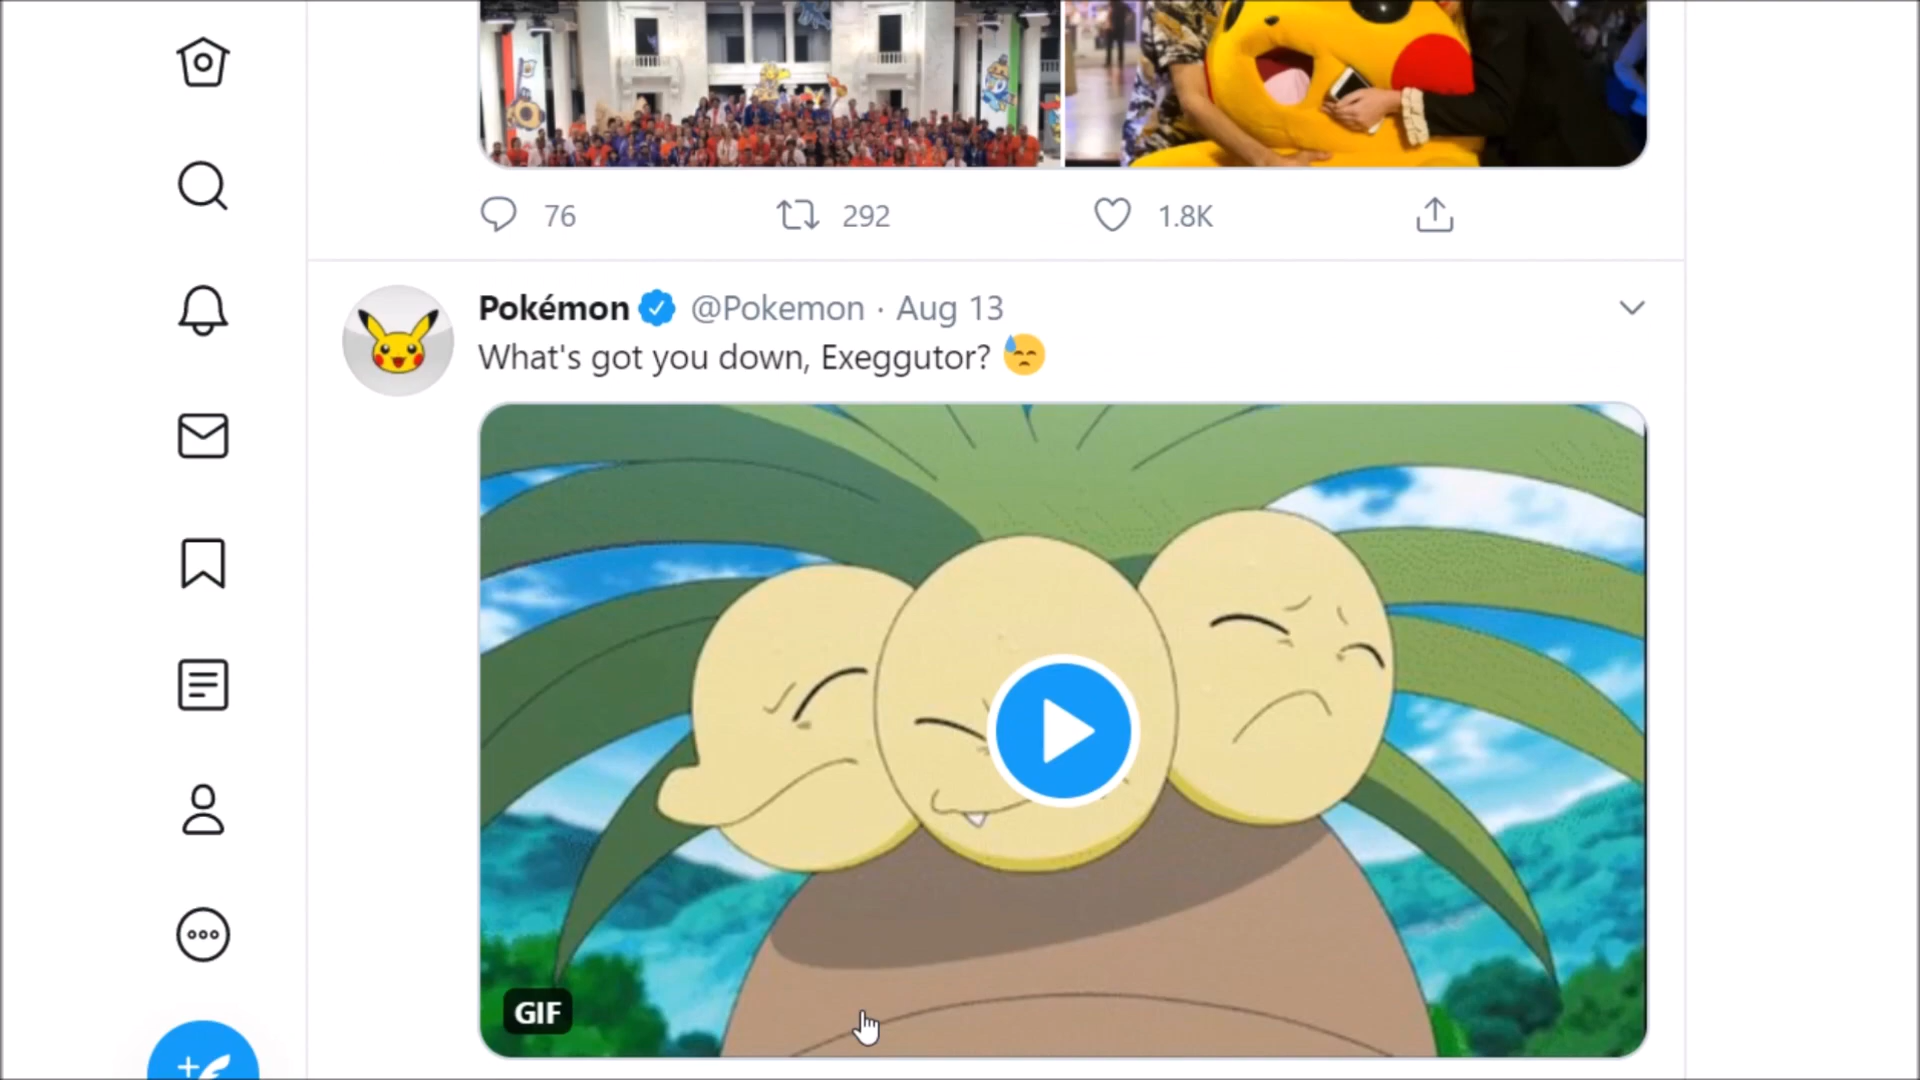 76 292 1.8K
Pokémon @Pokemon · Aug 13
What's got you down, Exeggutor? 😓
GIF